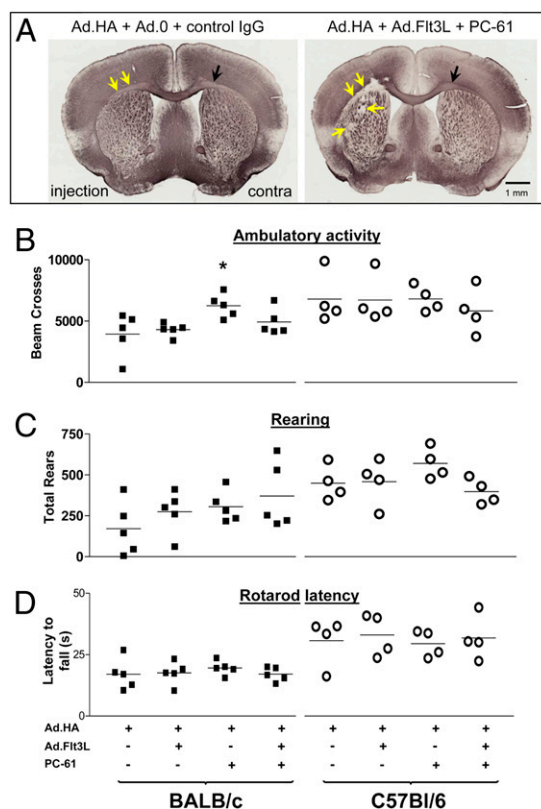 A
Ad.HA + Ad.0 + control IgG
Ad.HA + Ad.Flt3L + PC-61
injection
contra
1 mm
B
Ambulatory activity
Beam Crosses
10000
5000
0
*
C
Rearing
Total Rears
750
500
250
0
D
Rotarod latency
Latency to
fall (s)
50
25
0
Ad.HA + + + + + + + +
Ad.Flt3L - + - + - + - +
PC-61 - - + + - - + +
BALB/c
C57Bl/6